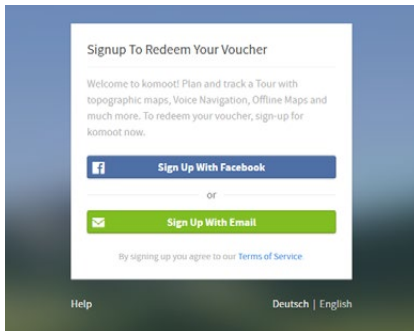 Signup To Redeem Your Voucher
Welcome to komoot! Plan and track a Tour with
topographic maps, Voice Navigation, Offline Maps and
much more. To redeem your voucher, sign-up for
komoot now.
Sign Up With Facebook
or
Sign Up With Email
By signing up you agree to our Terms of Service
Help Deutsch | English